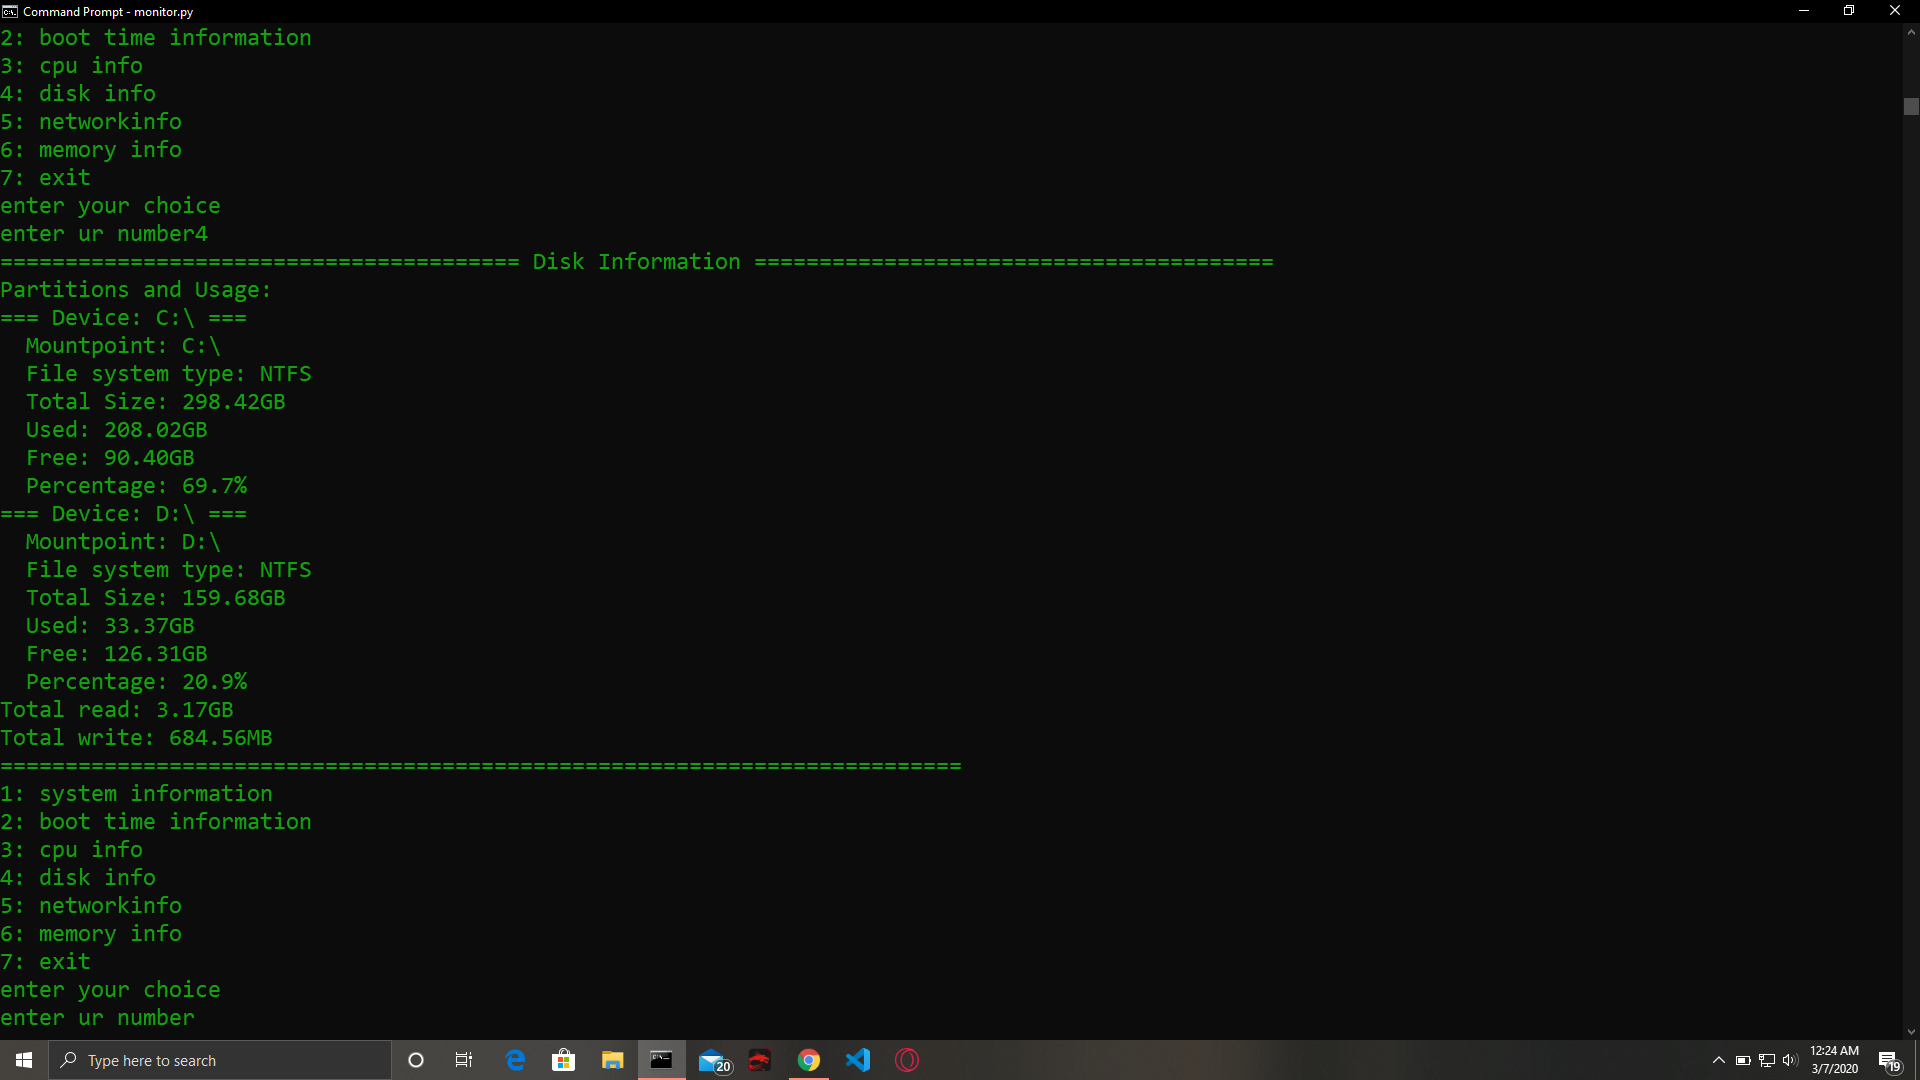 Command Prompt - monitor.py
2: boot time information
3: cpu info
4: disk info
5: networkinfo
6: memory info
7: exit
enter your choice
enter ur number4
======================================== Disk Information ========================================
Partitions and Usage:
=== Device: C:\ ===
  Mountpoint: C:\
  File system type: NTFS
  Total Size: 298.42GB
  Used: 208.02GB
  Free: 90.40GB
  Percentage: 69.7%
=== Device: D:\ ===
  Mountpoint: D:\
  File system type: NTFS
  Total Size: 159.68GB
  Used: 33.37GB
  Free: 126.31GB
  Percentage: 20.9%
Total read: 3.17GB
Total write: 684.56MB
==========================================================================
1: system information
2: boot time information
3: cpu info
4: disk info
5: networkinfo
6: memory info
7: exit
enter your choice
enter ur number
Type here to search
20
12:24 AM
3/7/2020
19